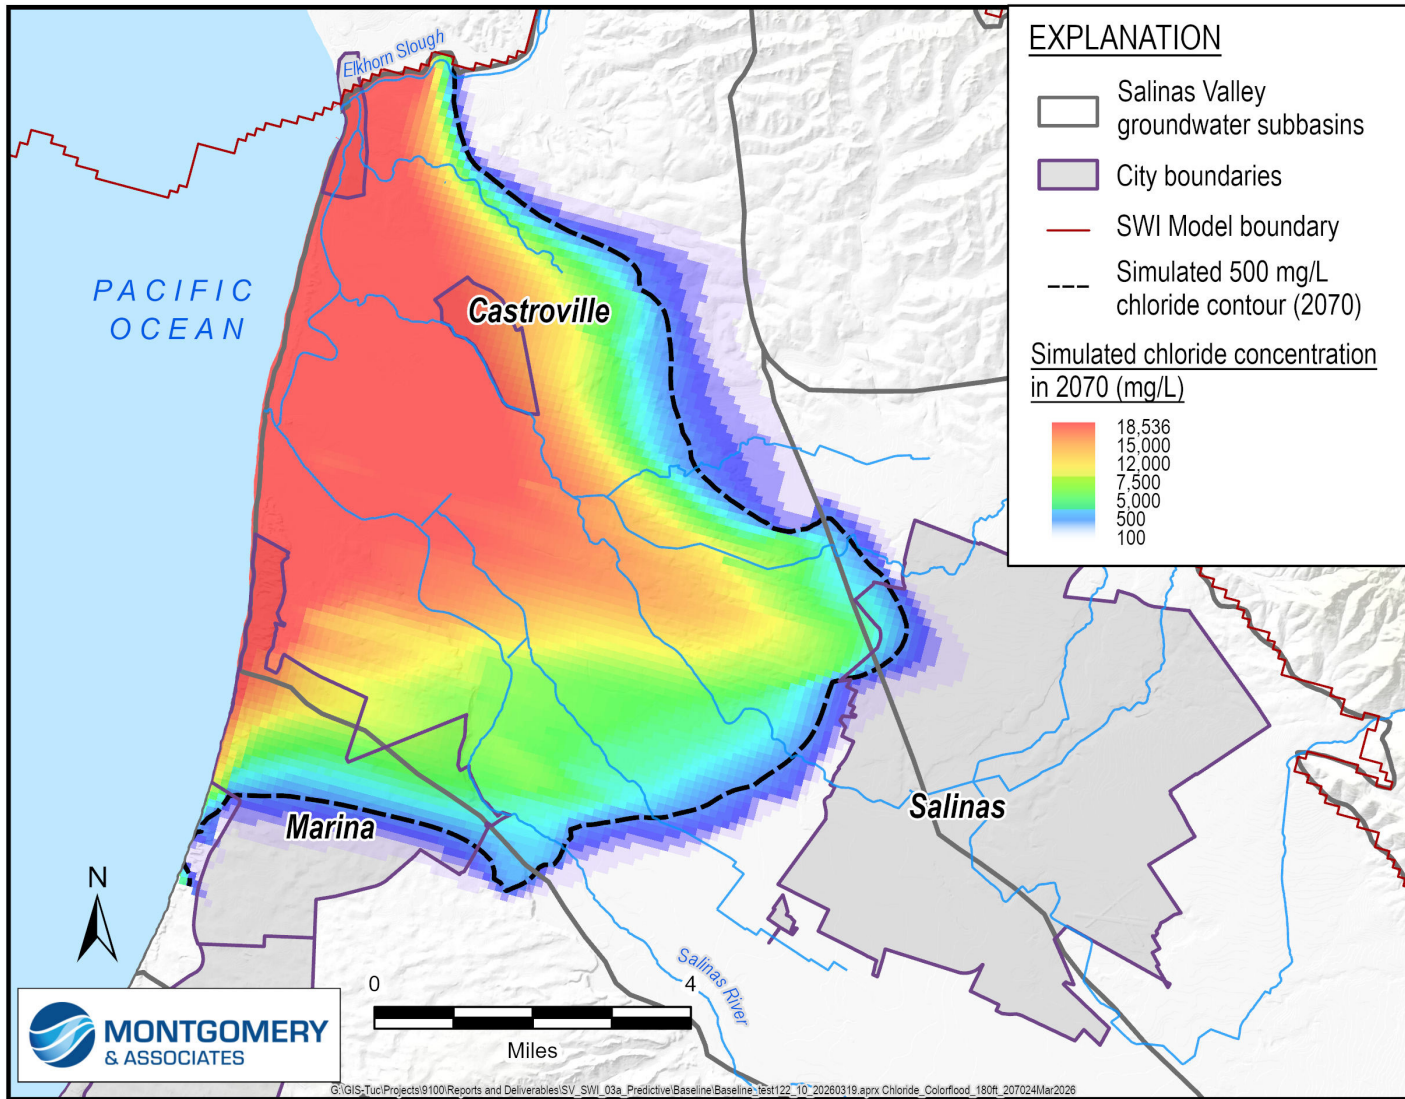 Elkhorn Slough
PACIFIC
OCEAN
Castroville
Marina
Salinas
Salinas River
N
0 4
Miles
MONTGOMERY
& ASSOCIATES
EXPLANATION
Salinas Valley
groundwater subbasins
City boundaries
SWI Model boundary
Simulated 500 mg/L
chloride contour (2070)
Simulated chloride concentration
in 2070 (mg/L)
18,536
15,000
12,000
7,500
5,000
500
100
G:\GIS-Tuc\Projects\9100\Reports and Deliverables\SV_SWI_03a_Predictive\Baseline\Baseline_test122_10_20260319.aprx Chloride_Colorflood_180ft_207024Mar2026